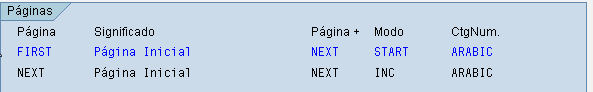 Páginas
Página Significado Página + Modo CtgNum.
FIRST Página Inicial NEXT START ARABIC
NEXT Página Inicial NEXT INC ARABIC